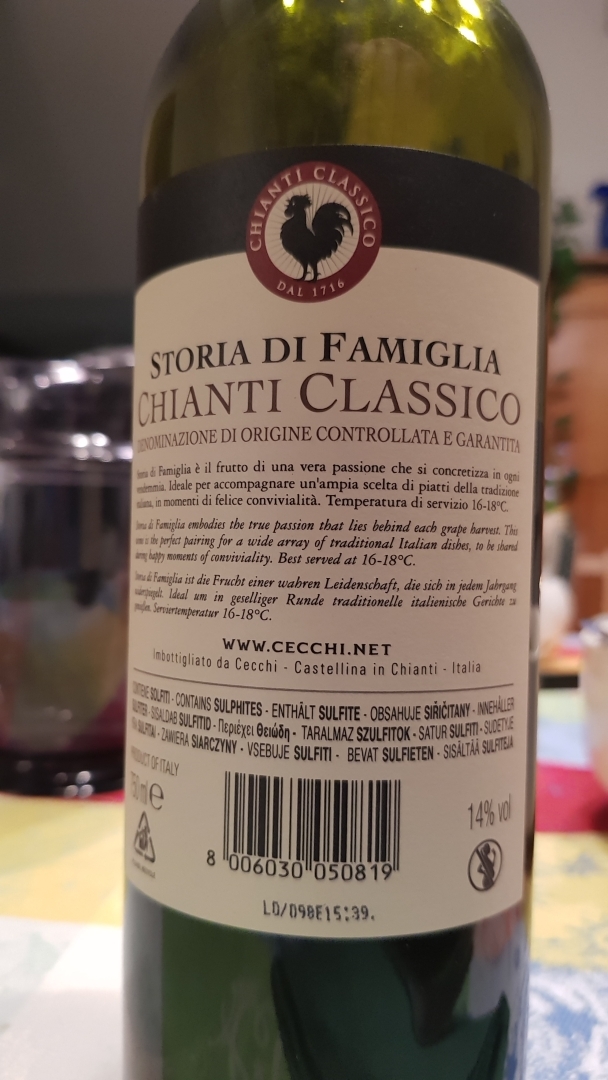 CHIANTI CLASSICO
DAL 1716
STORIA DI FAMIGLIA
CHIANTI CLASSICO
DENOMINAZIONE DI ORIGINE CONTROLLATA E GARANTITA
Storia di Famiglia è il frutto di una vera passione che si concretizza in ogni
vendemmia. Ideale per accompagnare un'ampia scelta di piatti della tradizione
italiana, in momenti di felice convivialità. Temperatura di servizio 16-18°C.
Storia di Famiglia embodies the true passion that lies behind each grape harvest. This
wine is the perfect pairing for a wide array of traditional Italian dishes, to be shared
during happy moments of conviviality. Best served at 16-18°C.
Storia di Famiglia ist die Frucht einer wahren Leidenschaft, die sich in jedem Jahrgang
widerspiegelt. Ideal um in geselliger Runde traditionelle italienische Gerichte zu
genießen. Serviertemperatur 16-18°C.
WWW.CECCHI.NET
Imbottigliato da Cecchi - Castellina in Chianti - Italia
CONTIENE SOLFITI - CONTAINS SULPHITES - ENTHÄLT SULFITE - OBSAHUJE SIŘIČITANY - INNEHÅLLER
SULFITER - SISALDAB SULFITID - Περιέχει Θειώδη - TARALMAZ SZULFITOK - SATUR SULFĪTI - SUDĖTYJE
SULFITAI - ZAWIERA SIARCZYNY - VSEBUJE SULFITI - BEVAT SULFIETEN - SISÄLTÄÄ SULFIITEJA
PRODUCT OF ITALY
750 ml e
14% vol
8 006030 050819
L0/098E15:39.